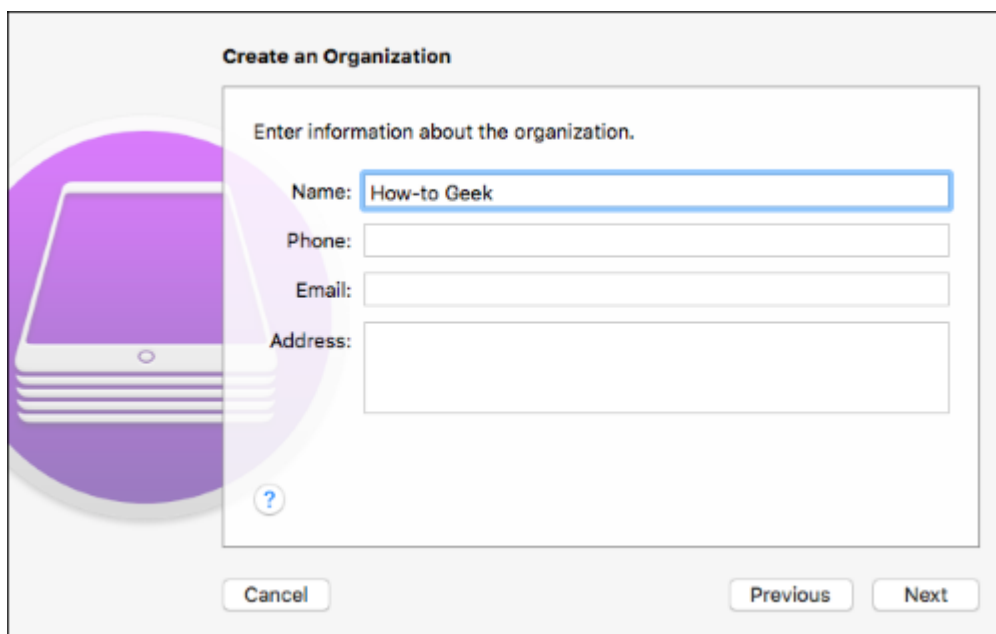 Create an Organization
Enter information about the organization.
Name: How-to Geek
Phone:
Email:
Address:
?
Cancel Previous Next